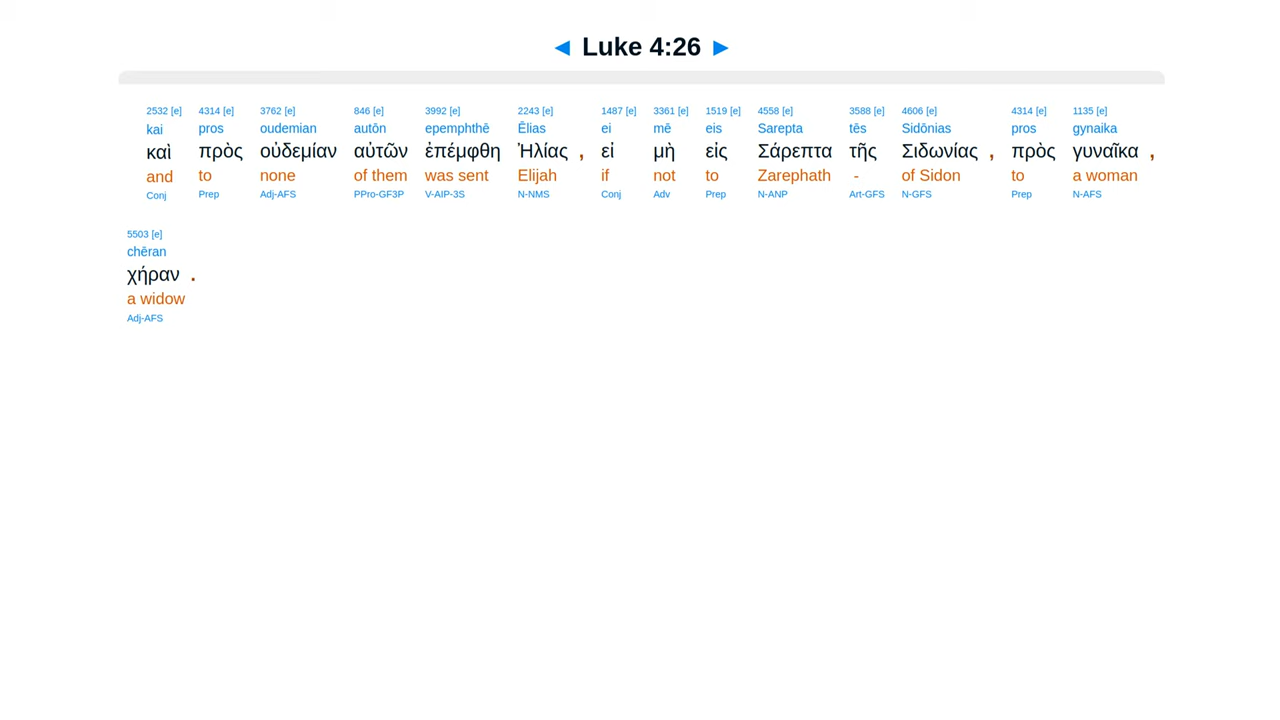 ◄ Luke 4:26 ►
2532 [e] 4314 [e] 3762 [e] 846 [e] 3992 [e] 2243 [e] 1487 [e] 3361 [e] 1519 [e] 4558 [e] 3588 [e] 4606 [e] 4314 [e] 1135 [e]
kai pros oudemian autōn epemphthē Ēlias ei mē eis Sarepta tēs Sidōnias pros gynaika
καὶ πρὸς οὐδεμίαν αὐτῶν ἐπέμφθη Ἠλίας , εἰ μὴ εἰς Σάρεπτα τῆς Σιδωνίας , πρὸς γυναῖκα ,
and to none of them was sent Elijah if not to Zarephath - of Sidon to a woman
Conj Prep Adj-AFS PPro-GF3P V-AIP-3S N-NMS Conj Adv Prep N-ANP Art-GFS N-GFS Prep N-AFS
5503 [e]
chēran
χήραν .
a widow
Adj-AFS